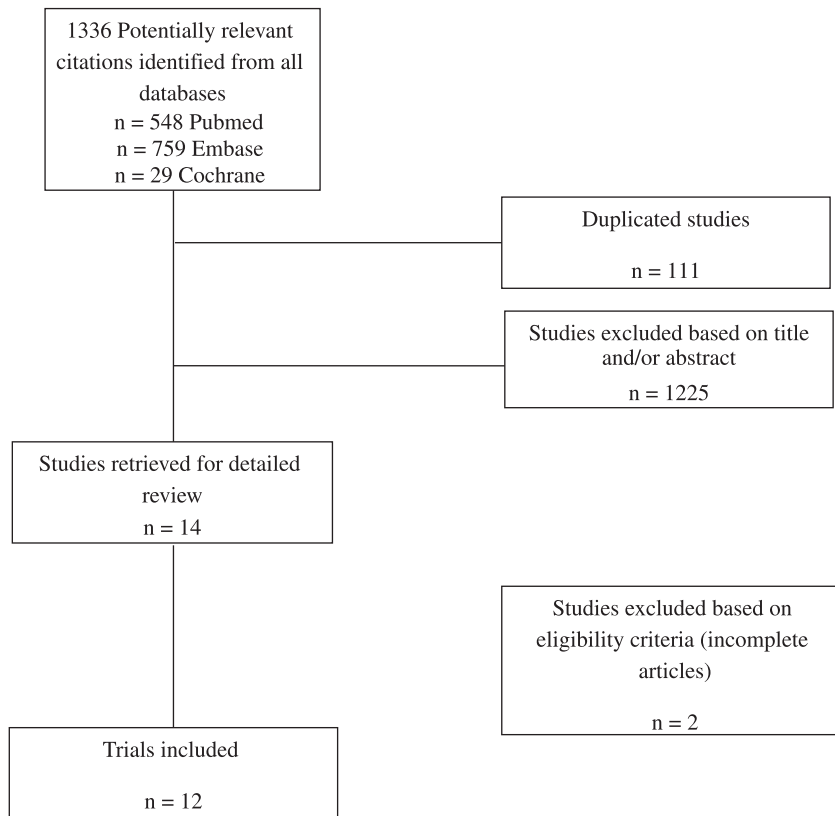 1336 Potentially relevant
citations identified from all
databases
n = 548 Pubmed
n = 759 Embase
n = 29 Cochrane
Duplicated studies
n = 111
Studies excluded based on title
and/or abstract
n = 1225
Studies retrieved for detailed
review
n = 14
Studies excluded based on
eligibility criteria (incomplete
articles)
n = 2
Trials included
n = 12